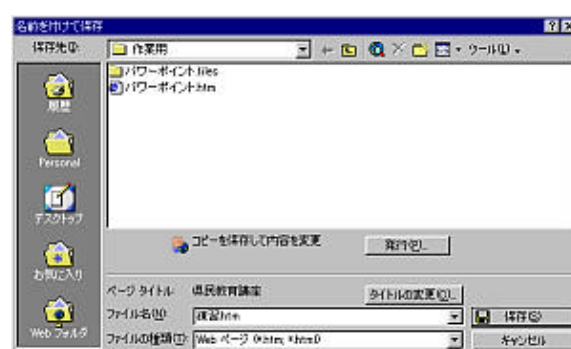 名前を付けて保存
保存先(I):
作業用
ツール(L)
パワーポイント.files
パワーポイント.htm
履歴
Personal
デスクトップ
お気に入り
Web フォルダ
コピーを保存して内容を変更
発行(P)...
ページ タイトル:
県民教育講座
タイトルの変更(C)...
ファイル名(N):
演習.htm
保存(S)
ファイルの種類(T):
Web ページ (*.htm; *.html)
キャンセル